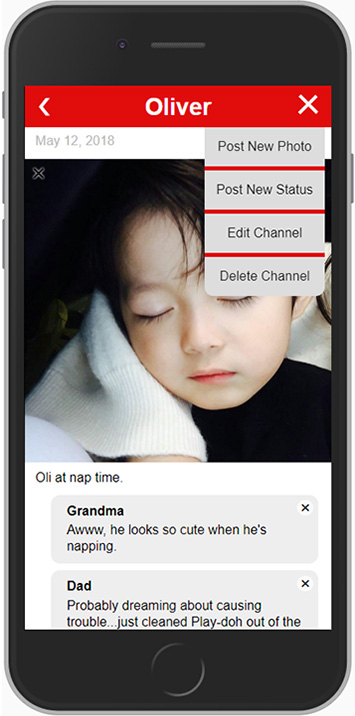 Oliver
May 12, 2018
Post New Photo
Post New Status
Edit Channel
Delete Channel
Oli at nap time.
Grandma
Awww, he looks so cute when he's
napping.
Dad
Probably dreaming about causing
trouble...just cleaned Play-doh out of the